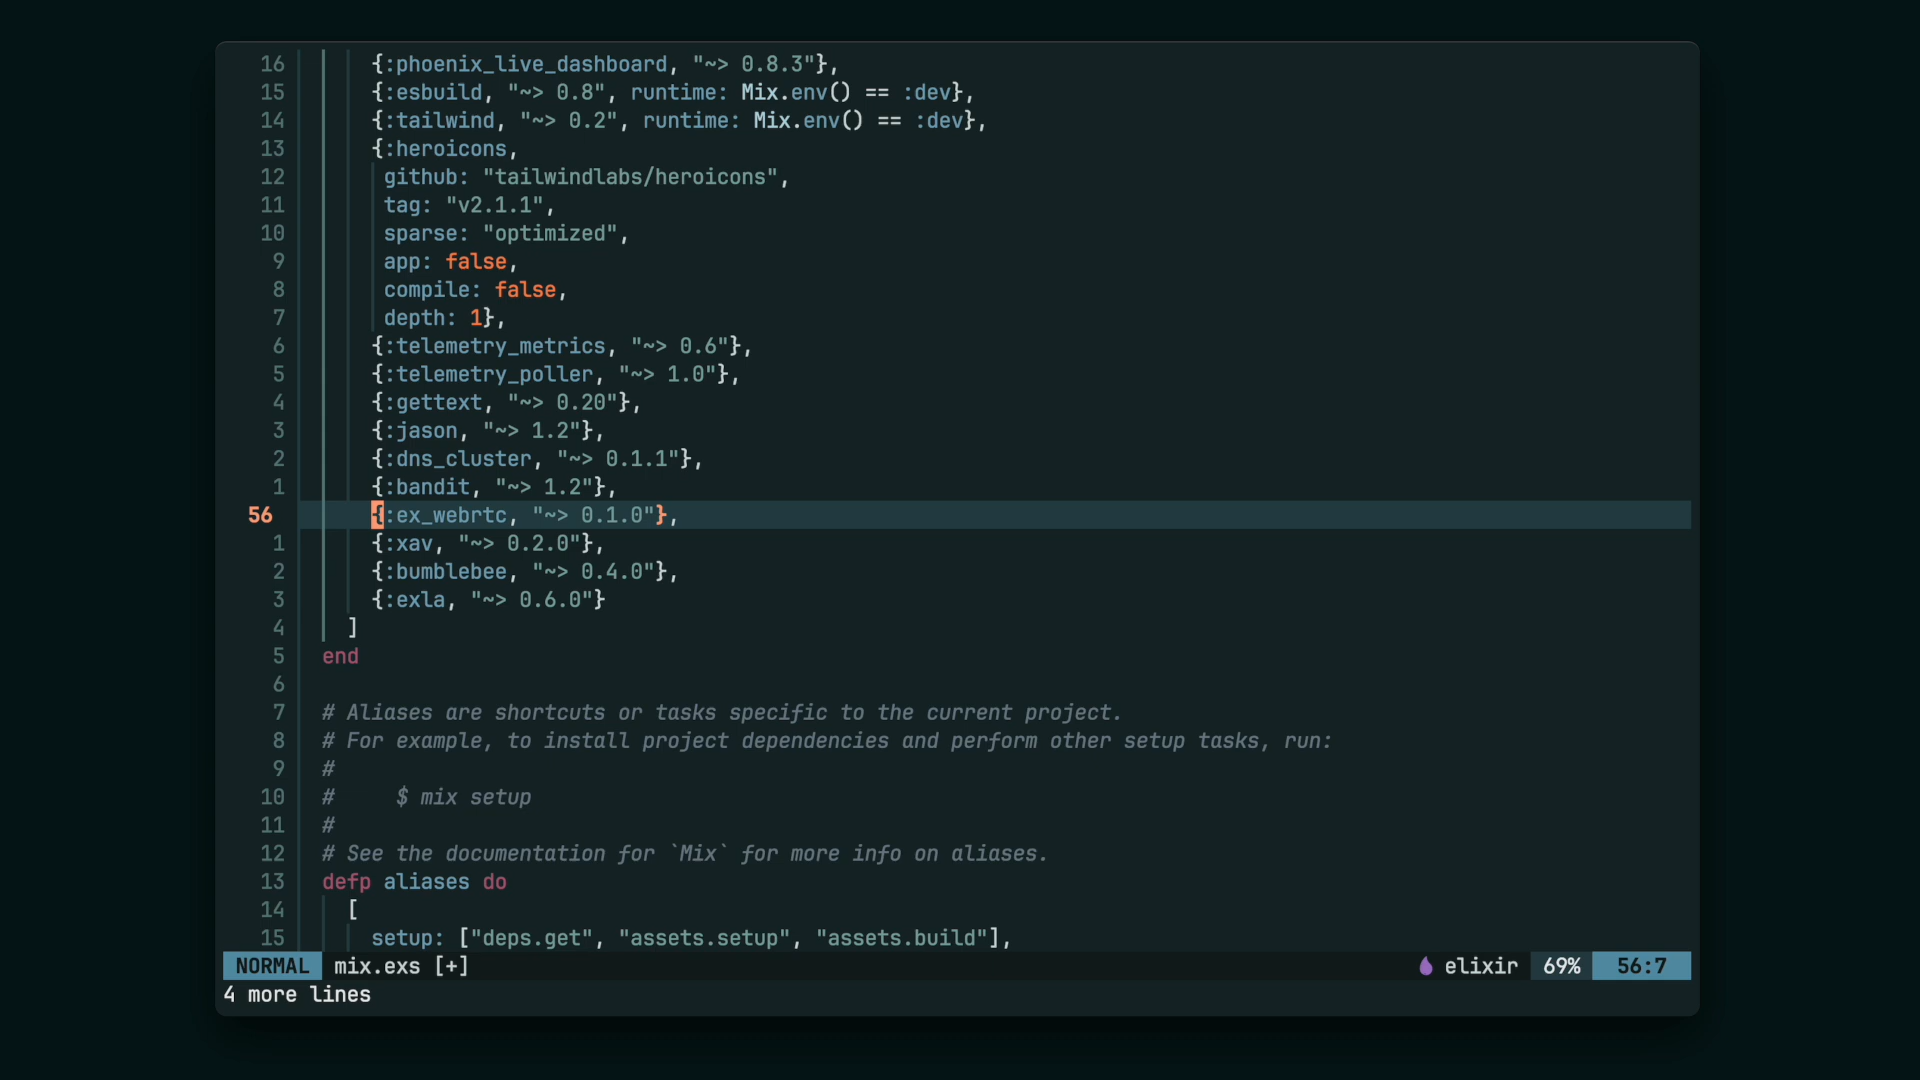 16 {:phoenix_live_dashboard, "~> 0.8.3"},
15 {:esbuild, "~> 0.8", runtime: Mix.env() == :dev},
14 {:tailwind, "~> 0.2", runtime: Mix.env() == :dev},
13 {:heroicons,
12 github: "tailwindlabs/heroicons",
11 tag: "v2.1.1",
10 sparse: "optimized",
9 app: false,
8 compile: false,
7 depth: 1},
6 {:telemetry_metrics, "~> 0.6"},
5 {:telemetry_poller, "~> 1.0"},
4 {:gettext, "~> 0.20"},
3 {:jason, "~> 1.2"},
2 {:dns_cluster, "~> 0.1.1"},
1 {:bandit, "~> 1.2"},
56 {:ex_webrtc, "~> 0.1.0"},
1 {:xav, "~> 0.2.0"},
2 {:bumblebee, "~> 0.4.0"},
3 {:exla, "~> 0.6.0"}
4 ]
5 end
6
7 # Aliases are shortcuts or tasks specific to the current project.
8 # For example, to install project dependencies and perform other setup tasks, run:
9 #
10 #     $ mix setup
11 #
12 # See the documentation for `Mix` for more info on aliases.
13 defp aliases do
14 [
15 setup: ["deps.get", "assets.setup", "assets.build"],
NORMAL mix.exs [+] elixir 69% 56:7
4 more lines